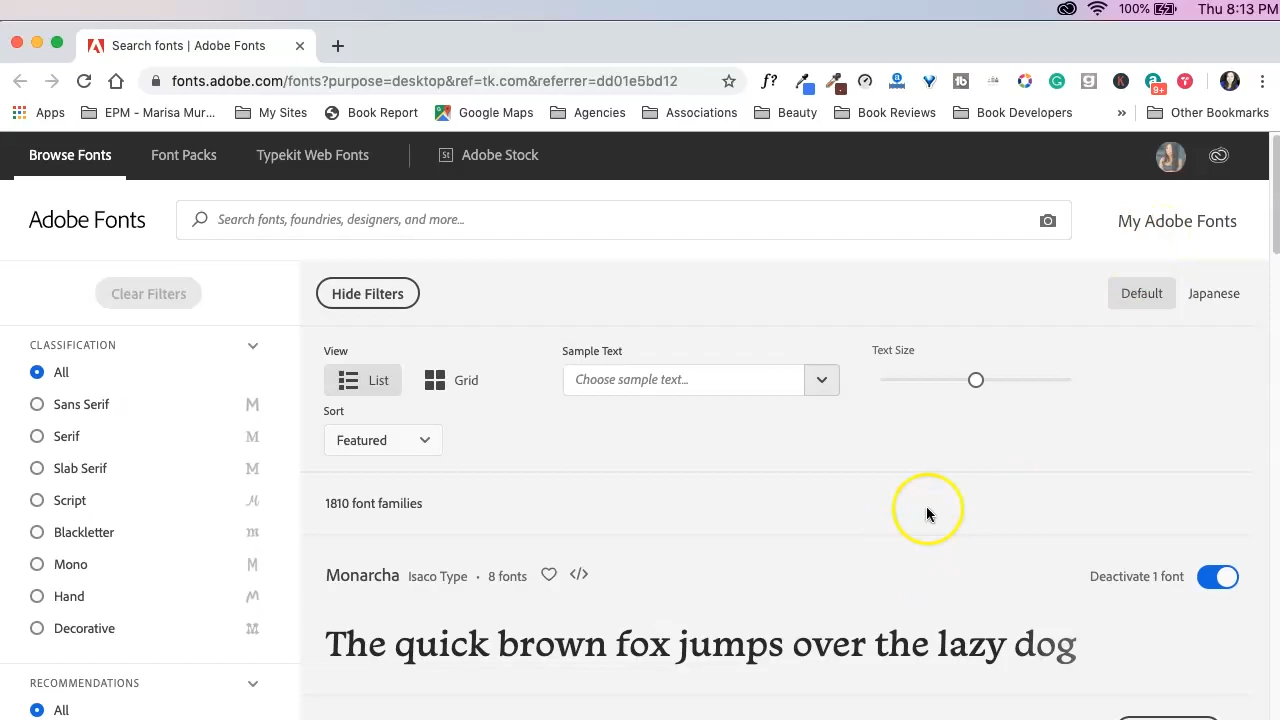 100% Thu 8:13 PM
Search fonts | Adobe Fonts
fonts.adobe.com/fonts?purpose=desktop&ref=tk.com&referrer=dd01e5bd12
f?
9+
Apps EPM - Marisa Mur... My Sites Book Report Google Maps Agencies Associations Beauty Book Reviews Book Developers » Other Bookmarks
Browse Fonts Font Packs Typekit Web Fonts St Adobe Stock
Adobe Fonts Search fonts, foundries, designers, and more... My Adobe Fonts
Clear Filters Hide Filters Default Japanese
CLASSIFICATION
All
Sans Serif M
Serif M
Slab Serif M
Script M
Blackletter m
Mono M
Hand M
Decorative M
RECOMMENDATIONS
All
View Sample Text Text Size
List Grid Choose sample text...
Sort
Featured
1810 font families
Monarcha Isaco Type • 8 fonts </> Deactivate 1 font
The quick brown fox jumps over the lazy dog